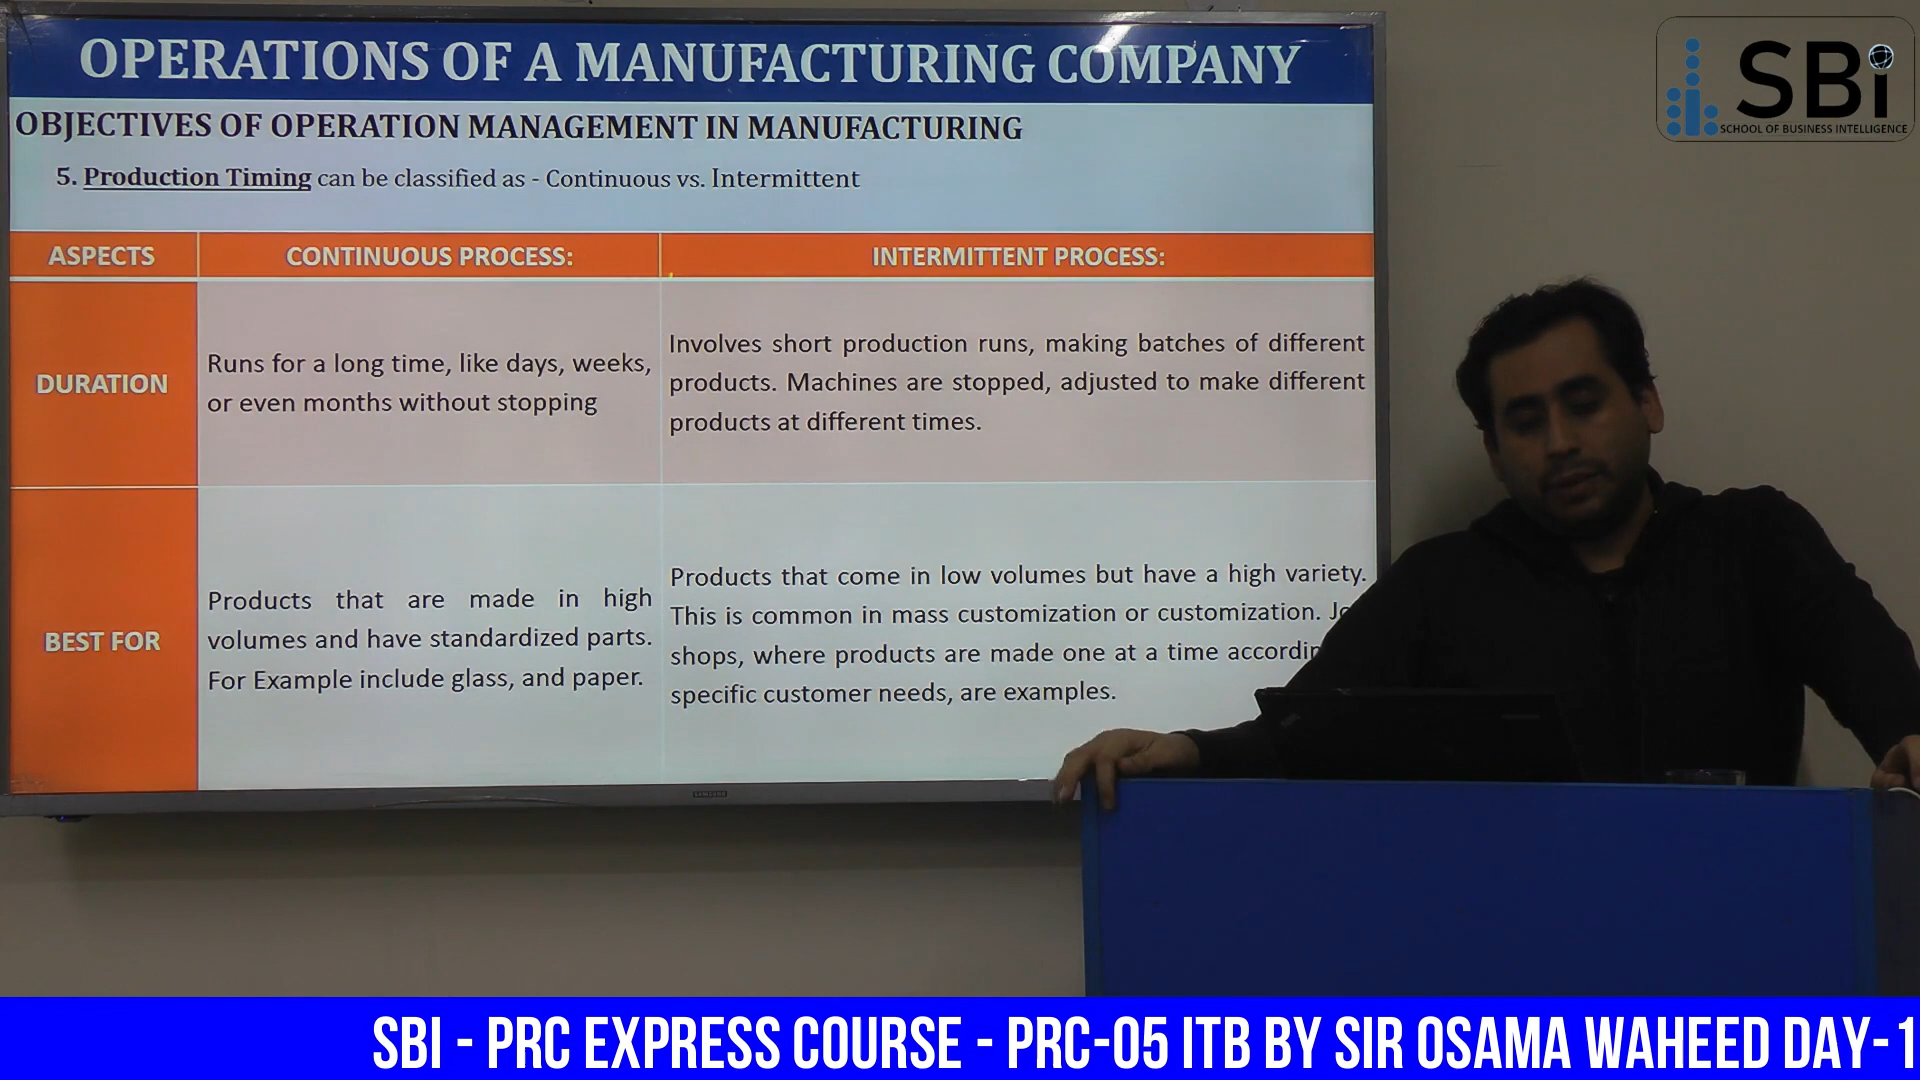 OPERATIONS OF A MANUFACTURING COMPANY
OBJECTIVES OF OPERATION MANAGEMENT IN MANUFACTURING
5. Production Timing can be classified as - Continuous vs. Intermittent
ASPECTS
CONTINUOUS PROCESS:
INTERMITTENT PROCESS:
DURATION
Runs for a long time, like days, weeks,
or even months without stopping
Involves short production runs, making batches of different
products. Machines are stopped, adjusted to make different
products at different times.
BEST FOR
Products that are made in high
volumes and have standardized parts.
For Example include glass, and paper.
Products that come in low volumes but have a high variety.
This is common in mass customization or customization.
shops, where products are made one at a time
specific customer needs, are examples.
SAMSUNG
SBi
SCHOOL OF BUSINESS INTELLIGENCE
SBI - PRC EXPRESS COURSE - PRC-05 ITB BY SIR OSAMA WAHEED DAY-1